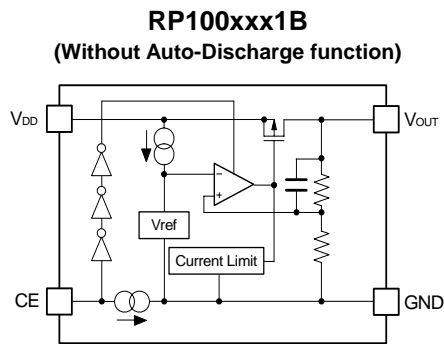 RP100xxx1B
(Without Auto-Discharge function)
VDD
VOUT
−
+
Vref
Current Limit
CE
GND